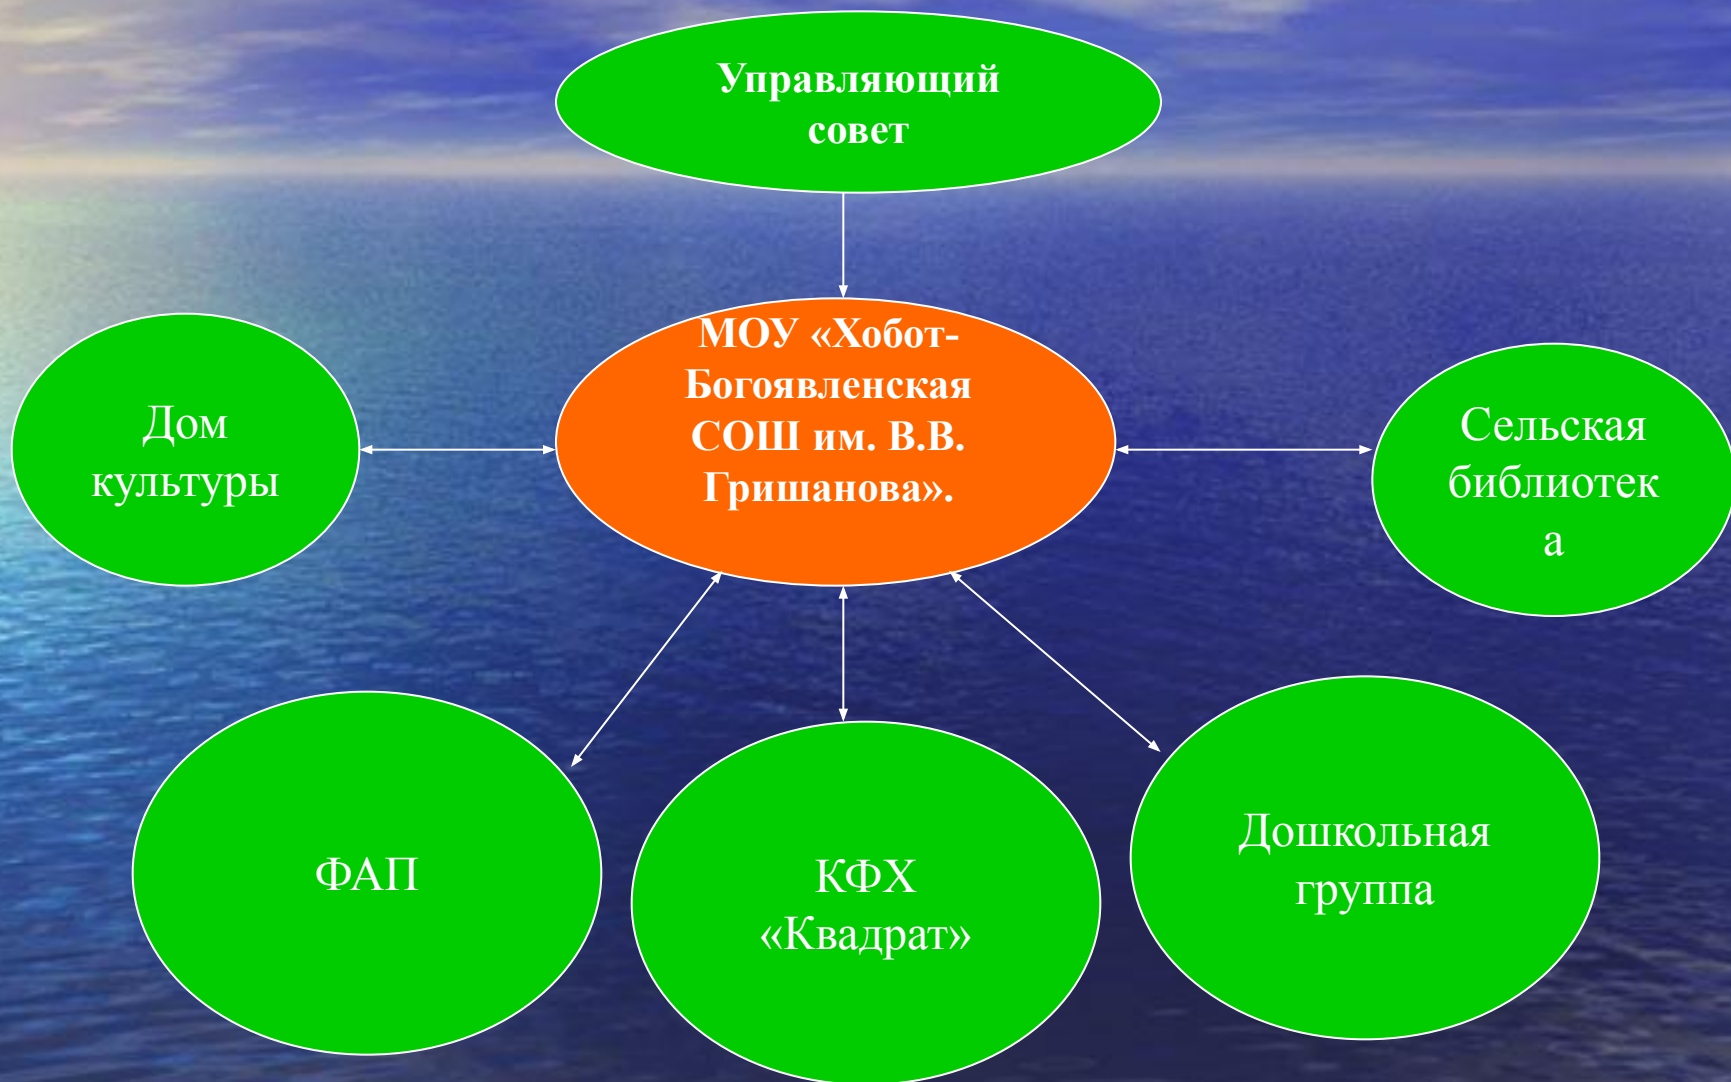 Управляющий
совет
МОУ «Хобот-
Богоявленская
СОШ им. В.В.
Гришанова».
Дом
культуры
Сельская
библиотек
а
ФАП
КФХ
«Квадрат»
Дошкольная
группа